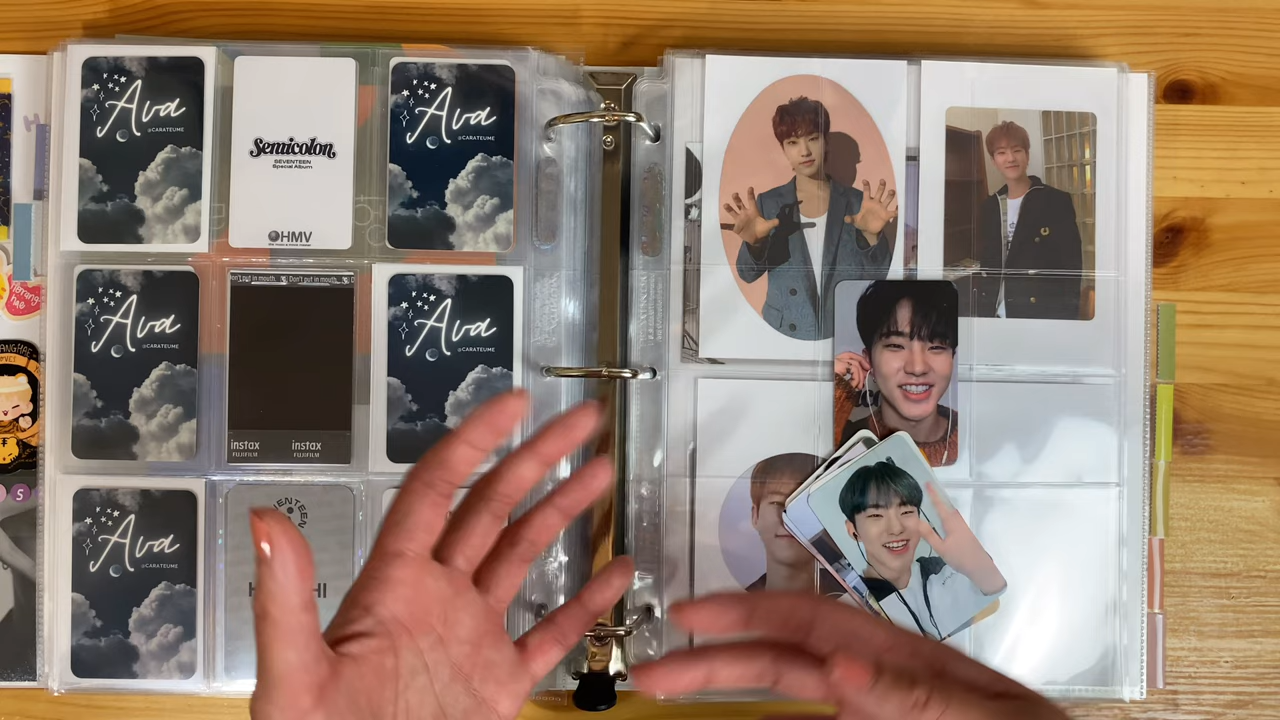 Ava
@CARATEUME
Semicolon
SEVENTEEN
Special Album
HMV
Ava
@CARATEUME
Ava
@CARATEUME
Don't put in mouth.
Don't put in mouth.
instax instax
FUJIFILM FUJIFILM
Ava
@CARATEUME
Ava
@CARATEUME
S